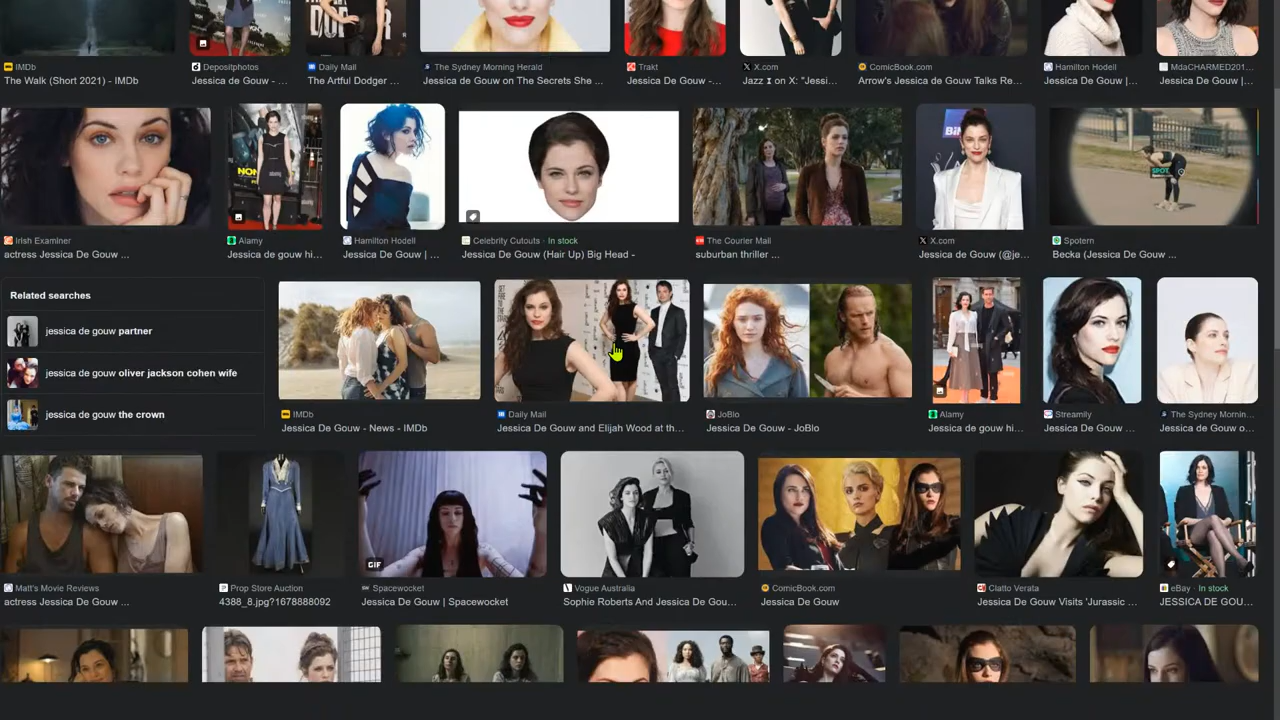 IMDb
The Walk (Short 2021) - IMDb
Depositphotos
Jessica de Gouw - ...
Daily Mail
The Artful Dodger ...
The Sydney Morning Herald
Jessica de Gouw on The Secrets She ...
Trakt
Jessica De Gouw -...
X.com
Jazz ɪ on X: "Jessi...
ComicBook.com
Arrow's Jessica de Gouw Talks Re...
Hamilton Hodell
Jessica De Gouw |...
MdaCHARMED201...
Jessica De Gouw |...
Irish Examiner
actress Jessica De Gouw ...
Alamy
Jessica de gouw hi...
Hamilton Hodell
Jessica De Gouw | ...
Celebrity Cutouts · In stock
Jessica De Gouw (Hair Up) Big Head -
The Courier Mail
suburban thriller ...
X.com
Jessica de Gouw (@je...
SPOT
Spotern
Becka (Jessica De Gouw ...
Related searches
jessica de gouw partner
jessica de gouw oliver jackson cohen wife
jessica de gouw the crown
IMDb
Jessica De Gouw - News - IMDb
Daily Mail
Jessica De Gouw and Elijah Wood at th...
JoBlo
Jessica De Gouw - JoBlo
Alamy
Jessica de gouw hi...
Streamily
Jessica De Gouw ...
The Sydney Mornin...
Jessica de Gouw o...
Matt's Movie Reviews
actress Jessica De Gouw ...
Prop Store Auction
4388_8.jpg?1678888092
GIF
Spacewocket
Jessica De Gouw | Spacewocket
Vogue Australia
Sophie Roberts And Jessica De Gou...
ComicBook.com
Jessica De Gouw
Clatto Verata
Jessica De Gouw Visits 'Jurassic ...
eBay · In stock
JESSICA DE GOU...